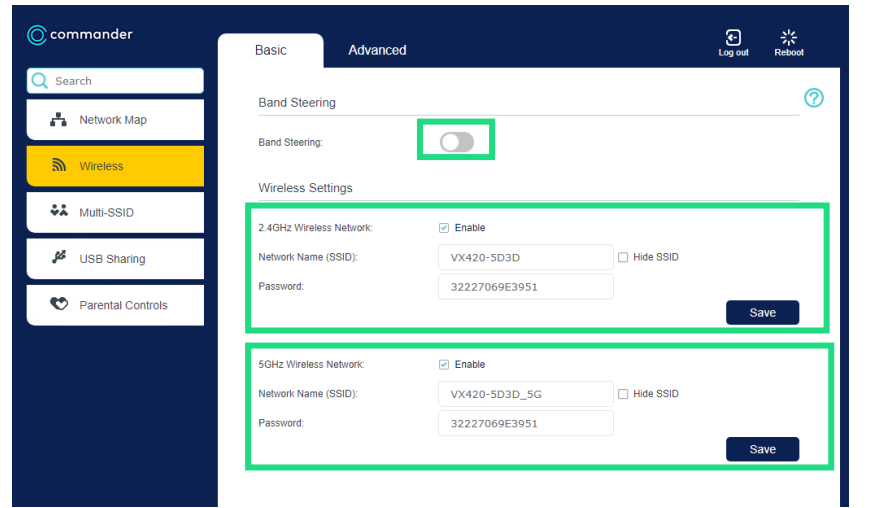 commander
Basic
Advanced
Log out
Reboot
Search
Network Map
Wireless
Multi-SSID
USB Sharing
Parental Controls
Band Steering
?
Band Steering:
Wireless Settings
2.4GHz Wireless Network: Enable
Network Name (SSID): VX420-5D3D Hide SSID
Password: 32227069E3951
Save
5GHz Wireless Network: Enable
Network Name (SSID): VX420-5D3D_5G Hide SSID
Password: 32227069E3951
Save